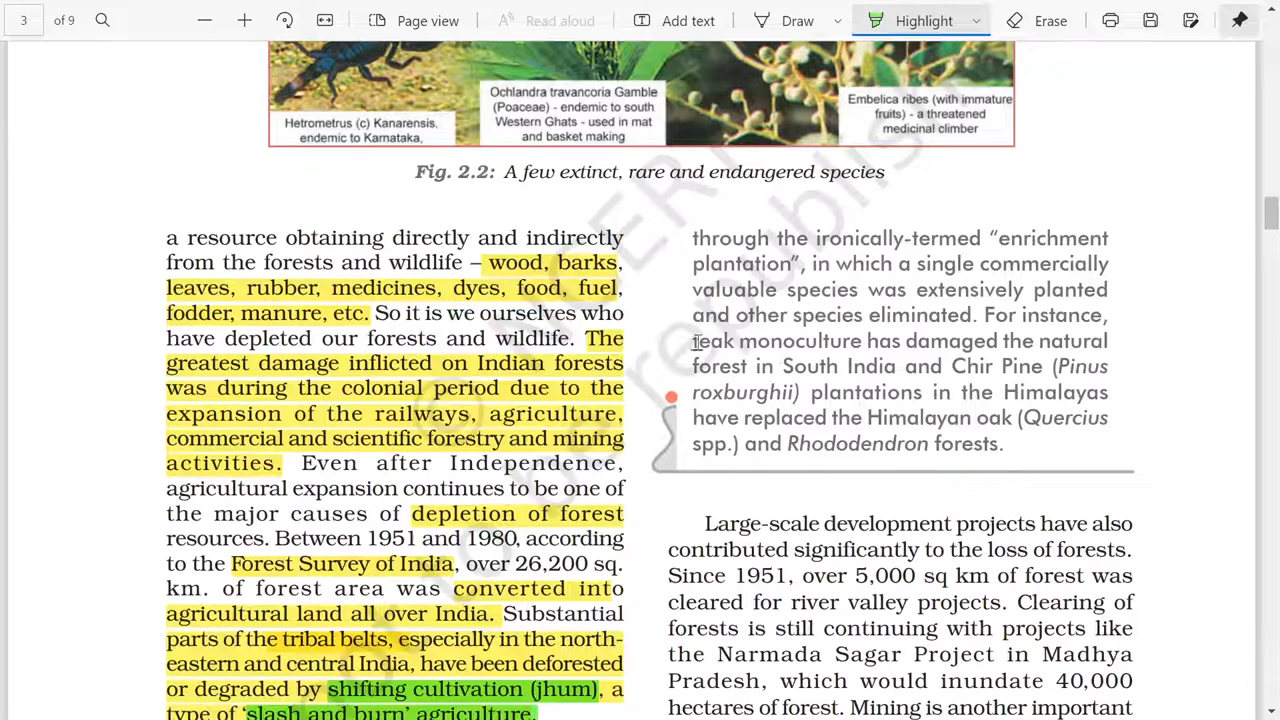 3 of 9 Page view Read aloud Add text Draw Highlight Erase
Hetrometrus (c) Kanarensis,
endemic to Karnataka,
Ochlandra travancoria Gamble
(Poaceae) - endemic to south
Western Ghats - used in mat
and basket making
Embelica ribes (with immature
fruits) - a threatened
medicinal climber
Fig. 2.2: A few extinct, rare and endangered species
a resource obtaining directly and indirectly
from the forests and wildlife – wood, barks,
leaves, rubber, medicines, dyes, food, fuel,
fodder, manure, etc. So it is we ourselves who
have depleted our forests and wildlife. The
greatest damage inflicted on Indian forests
was during the colonial period due to the
expansion of the railways, agriculture,
commercial and scientific forestry and mining
activities. Even after Independence,
agricultural expansion continues to be one of
the major causes of depletion of forest
resources. Between 1951 and 1980, according
to the Forest Survey of India, over 26,200 sq.
km. of forest area was converted into
agricultural land all over India. Substantial
parts of the tribal belts, especially in the north-
eastern and central India, have been deforested
or degraded by shifting cultivation (jhum), a
type of ‘slash and burn’ agriculture.
through the ironically-termed “enrichment
plantation”, in which a single commercially
valuable species was extensively planted
and other species eliminated. For instance,
teak monoculture has damaged the natural
forest in South India and Chir Pine (Pinus
roxburghii) plantations in the Himalayas
have replaced the Himalayan oak (Quercius
spp.) and Rhododendron forests.
Large-scale development projects have also
contributed significantly to the loss of forests.
Since 1951, over 5,000 sq km of forest was
cleared for river valley projects. Clearing of
forests is still continuing with projects like
the Narmada Sagar Project in Madhya
Pradesh, which would inundate 40,000
hectares of forest. Mining is another important